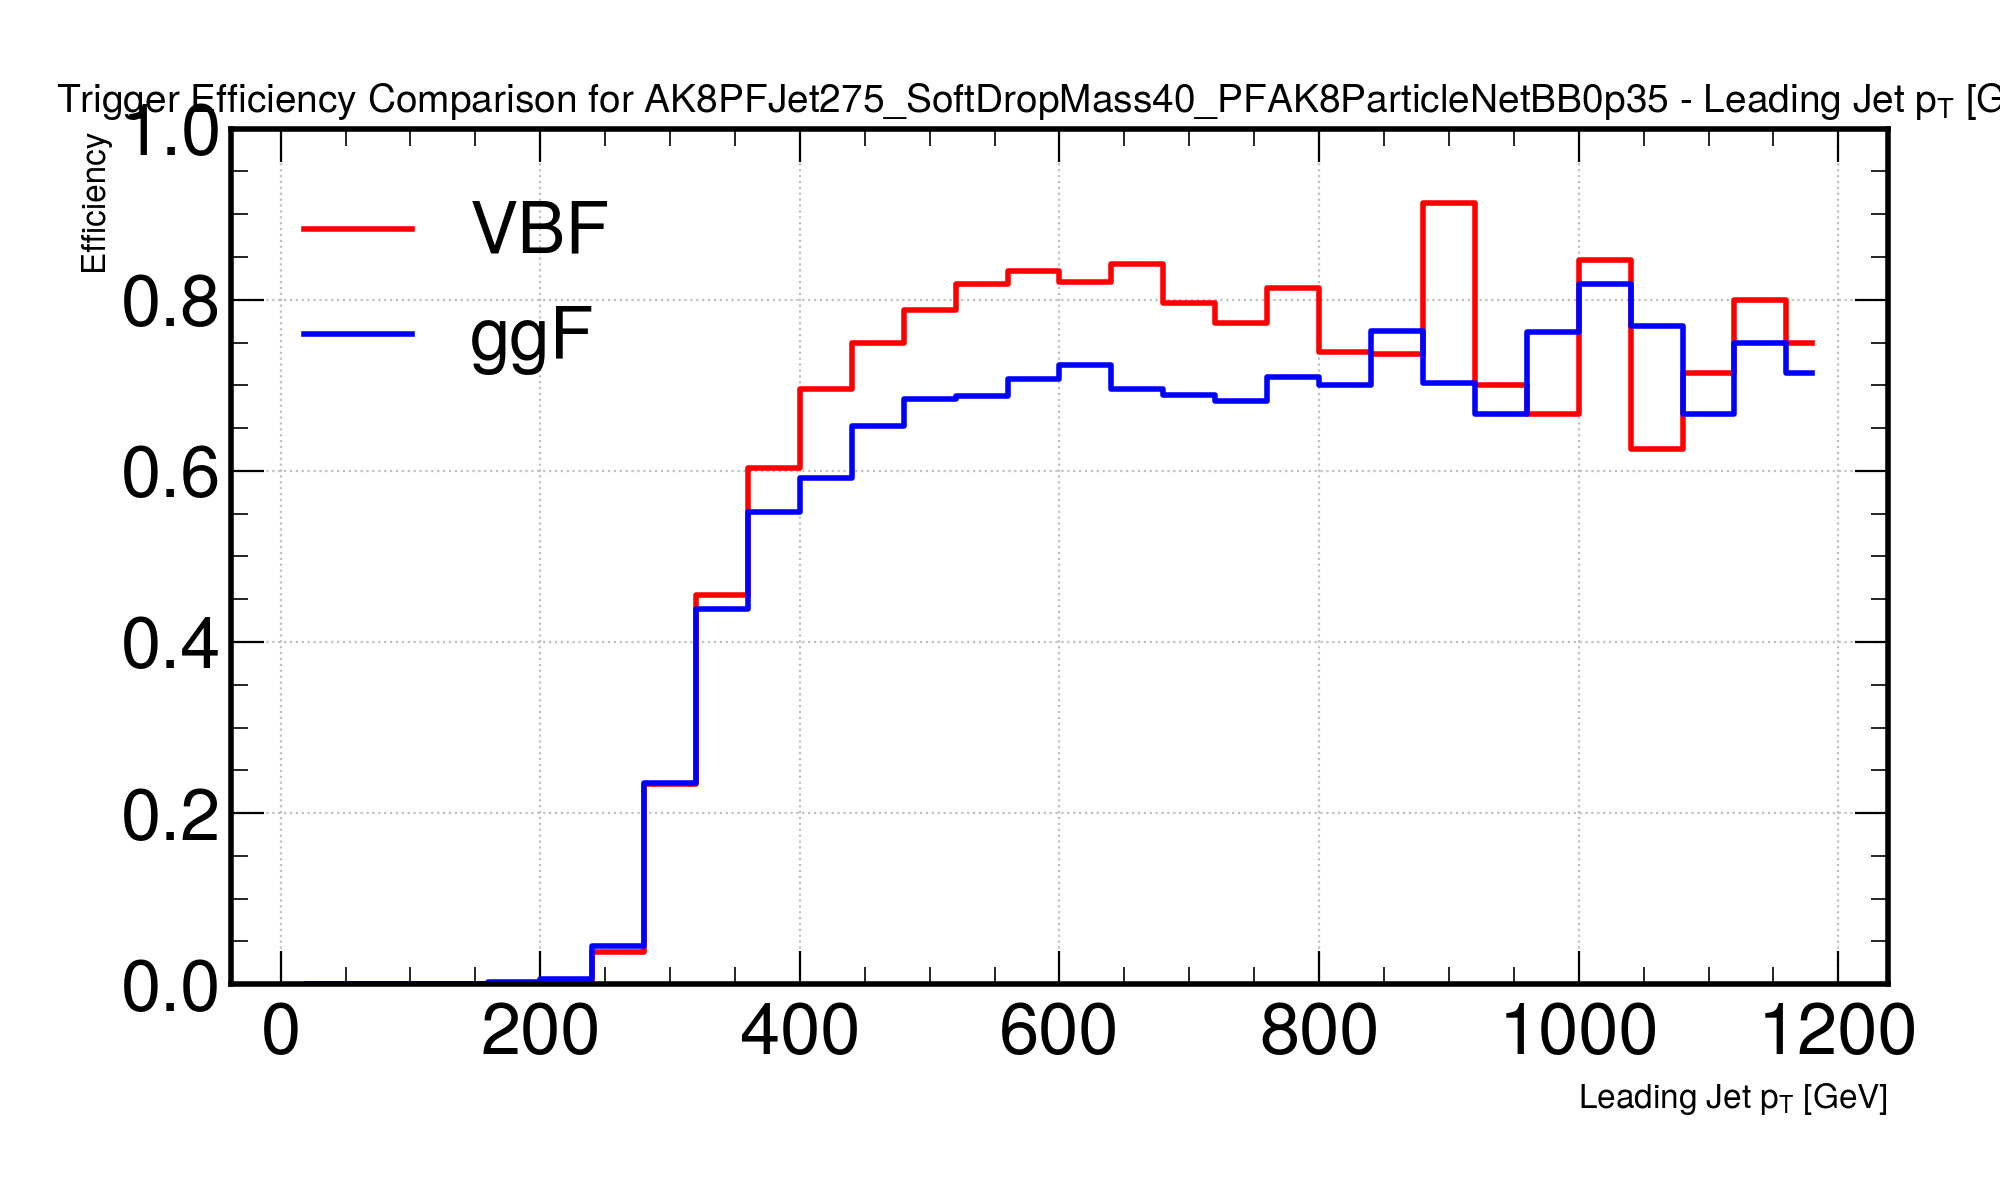 Trigger Efficiency Comparison for AK8PFJet275_SoftDropMass40_PFAK8ParticleNetBB0p35 - Leading Jet pT [G
Efficiency
1.0
0.8
0.6
0.4
0.2
0.0
VBF
ggF
0 200 400 600 800 1000 1200
Leading Jet pT [GeV]